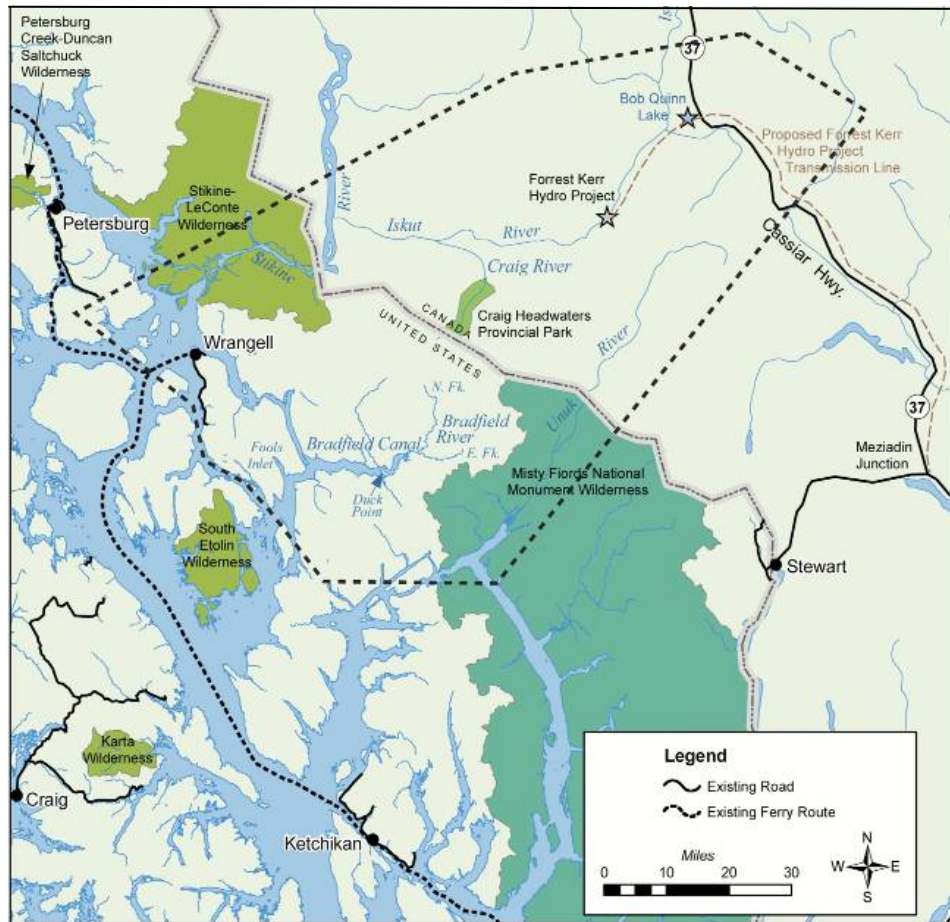 Petersburg
Creek-Duncan
Saltchuck
Wilderness
37
Bob Quinn
Lake
Proposed Forrest Kerr
Hydro Project
Transmission Line
Forrest Kerr
Hydro Project
Stikine-
LeConte
Wilderness
River
Petersburg
Iskut
River
Cassiar Hwy.
Stikine
Craig River
Craig Headwaters
Provincial Park
CANADA
UNITED STATES
River
Wrangell
N. Fk.
Unuk
37
Bradfield
River
Fools
Inlet
Bradfield Canal
E. Fk.
Meziadin
Junction
Misty Fiords National
Monument Wilderness
Duck
Point
South
Etolin
Wilderness
Stewart
Karta
Wilderness
Craig
Ketchikan
Legend
Existing Road
Existing Ferry Route
Miles
0 10 20 30
N
W E
S